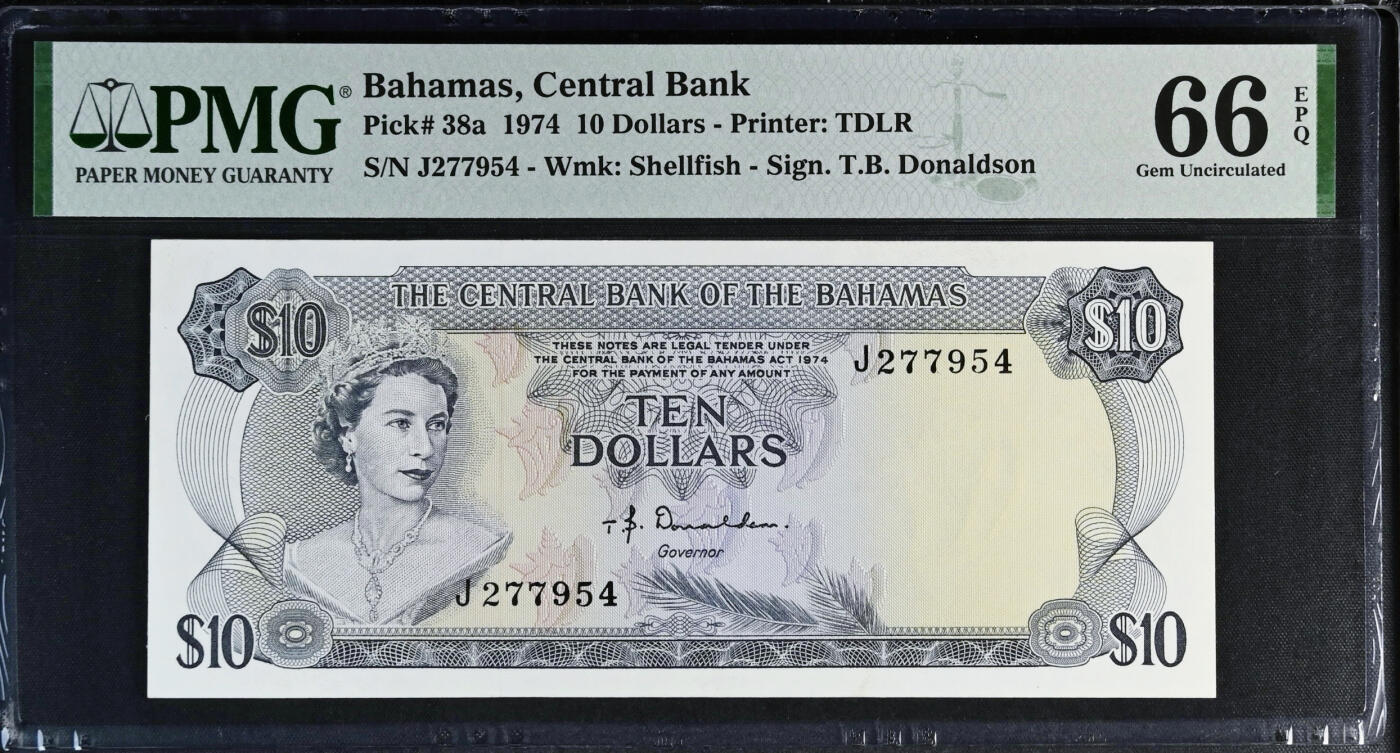 PMG®
PAPER MONEY GUARANTY
Bahamas, Central Bank
Pick# 38a 1974 10 Dollars - Printer: TDLR
S/N J277954 - Wmk: Shellfish - Sign. T.B. Donaldson
66
EPQ
Gem Uncirculated
THE CENTRAL BANK OF THE BAHAMAS
$10
$10
THESE NOTES ARE LEGAL TENDER UNDER
THE CENTRAL BANK OF THE BAHAMAS ACT 1974
FOR THE PAYMENT OF ANY AMOUNT
J277954
TEN
DOLLARS
T.B. Donaldson.
Governor
J277954
$10
$10